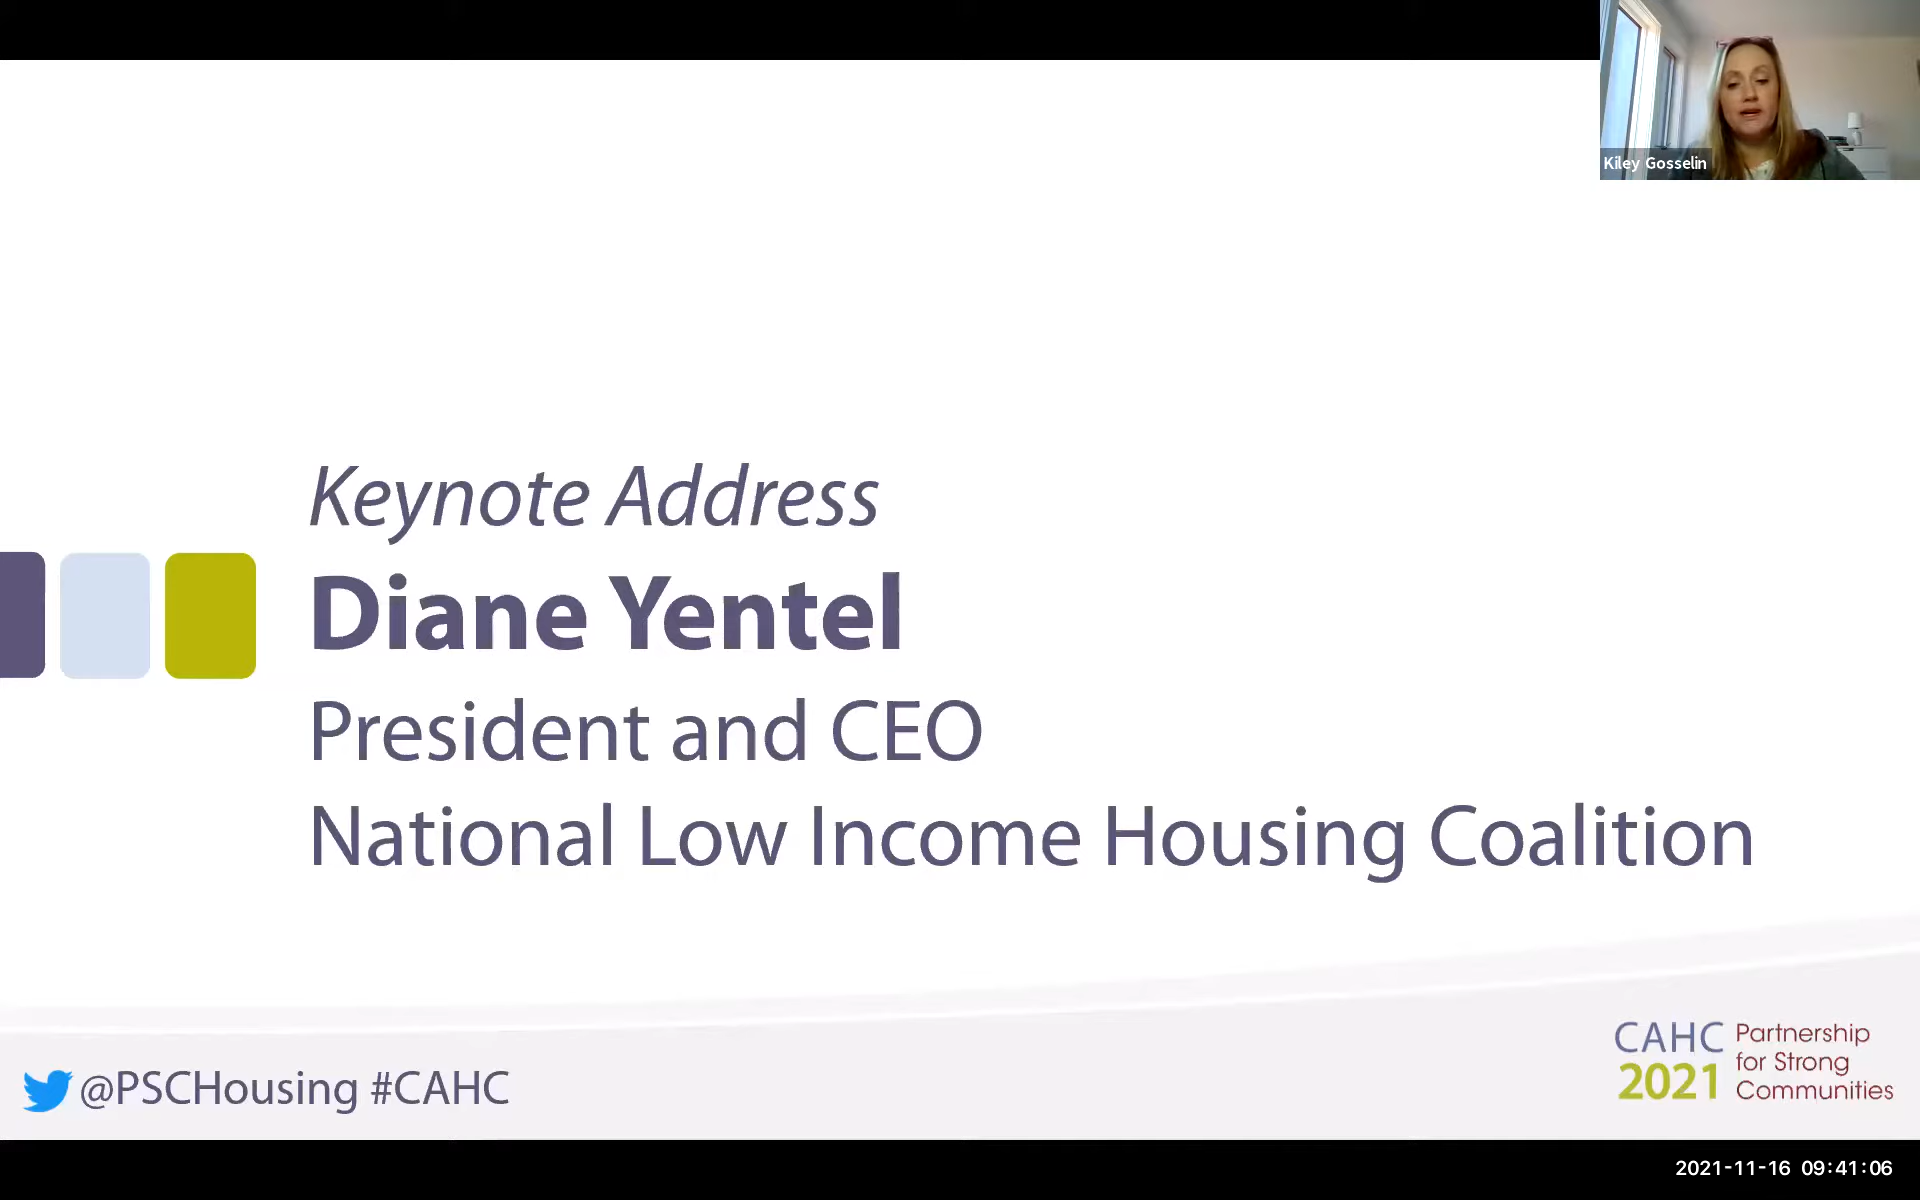 Kiley Gosselin
Keynote Address
Diane Yentel
President and CEO
National Low Income Housing Coalition
@PSCHousing #CAHC
CAHC
2021
Partnership
for Strong
Communities
2021-11-16 09:41:06